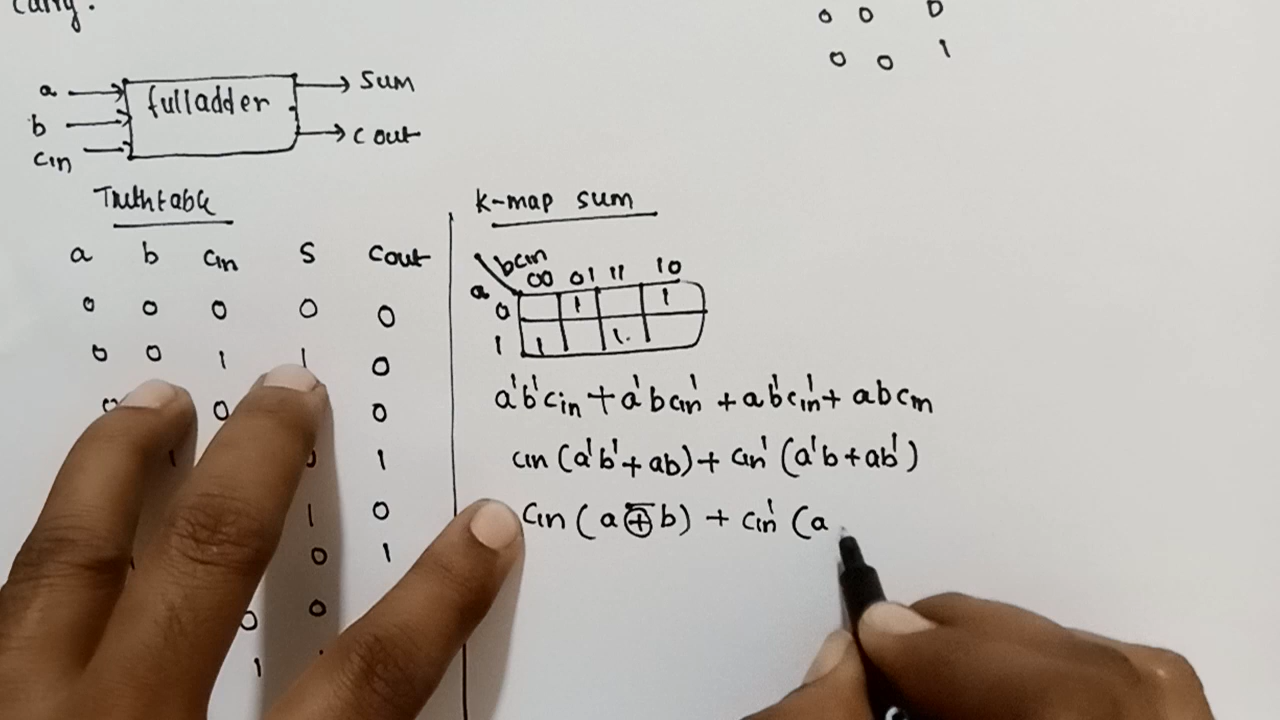 carry.
0 0 0
0 0 1
a
b
cin
fulladder
sum
cout
Truthtable
a b cin S cout
0 0 0 0 0
0 0 1 1 0
0 0 0
1 0 1
1 0
0 1
0 0
1
k-map sum
bcin
a
00 01 11 10
0 1 1
1 1 1.
a'b'cin + a'bcin' + ab'cin' + abcin
cin (a'b' + ab) + cin' (a'b + ab')
cin ( a ⊕̅ b) + cin' (a